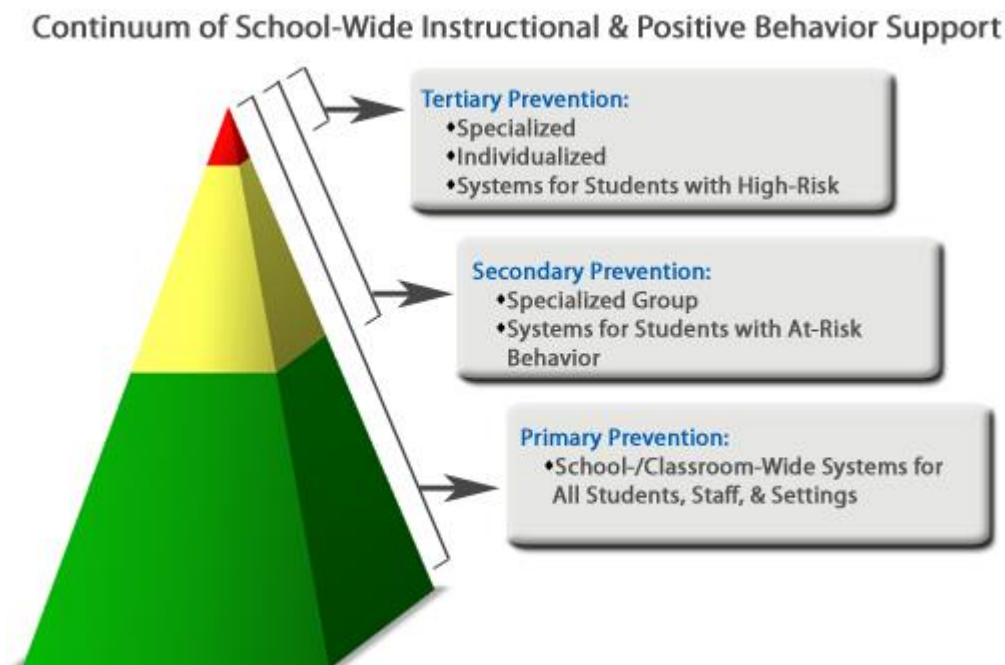 Continuum of School-Wide Instructional & Positive Behavior Support
Tertiary Prevention:
♦Specialized
♦Individualized
♦Systems for Students with High-Risk
Secondary Prevention:
♦Specialized Group
♦Systems for Students with At-Risk
Behavior
Primary Prevention:
♦School-/Classroom-Wide Systems for
All Students, Staff, & Settings